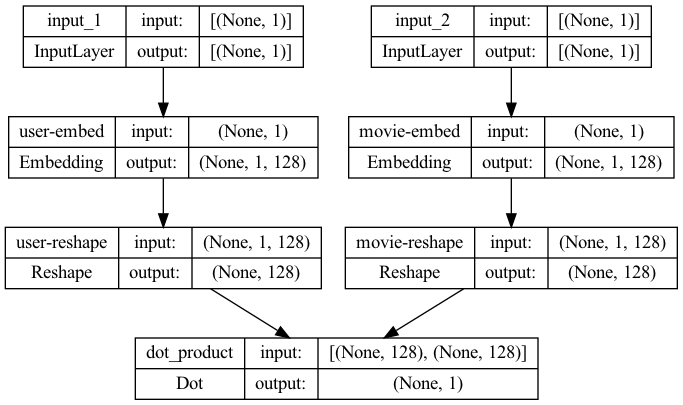 input_1 input: [(None, 1)] input_2 input: [(None, 1)]
InputLayer output: [(None, 1)] InputLayer output: [(None, 1)]
user-embed input: (None, 1) movie-embed input: (None, 1)
Embedding output: (None, 1, 128) Embedding output: (None, 1, 128)
user-reshape input: (None, 1, 128) movie-reshape input: (None, 1, 128)
Reshape output: (None, 128) Reshape output: (None, 128)
dot_product input: [(None, 128), (None, 128)]
Dot output: (None, 1)